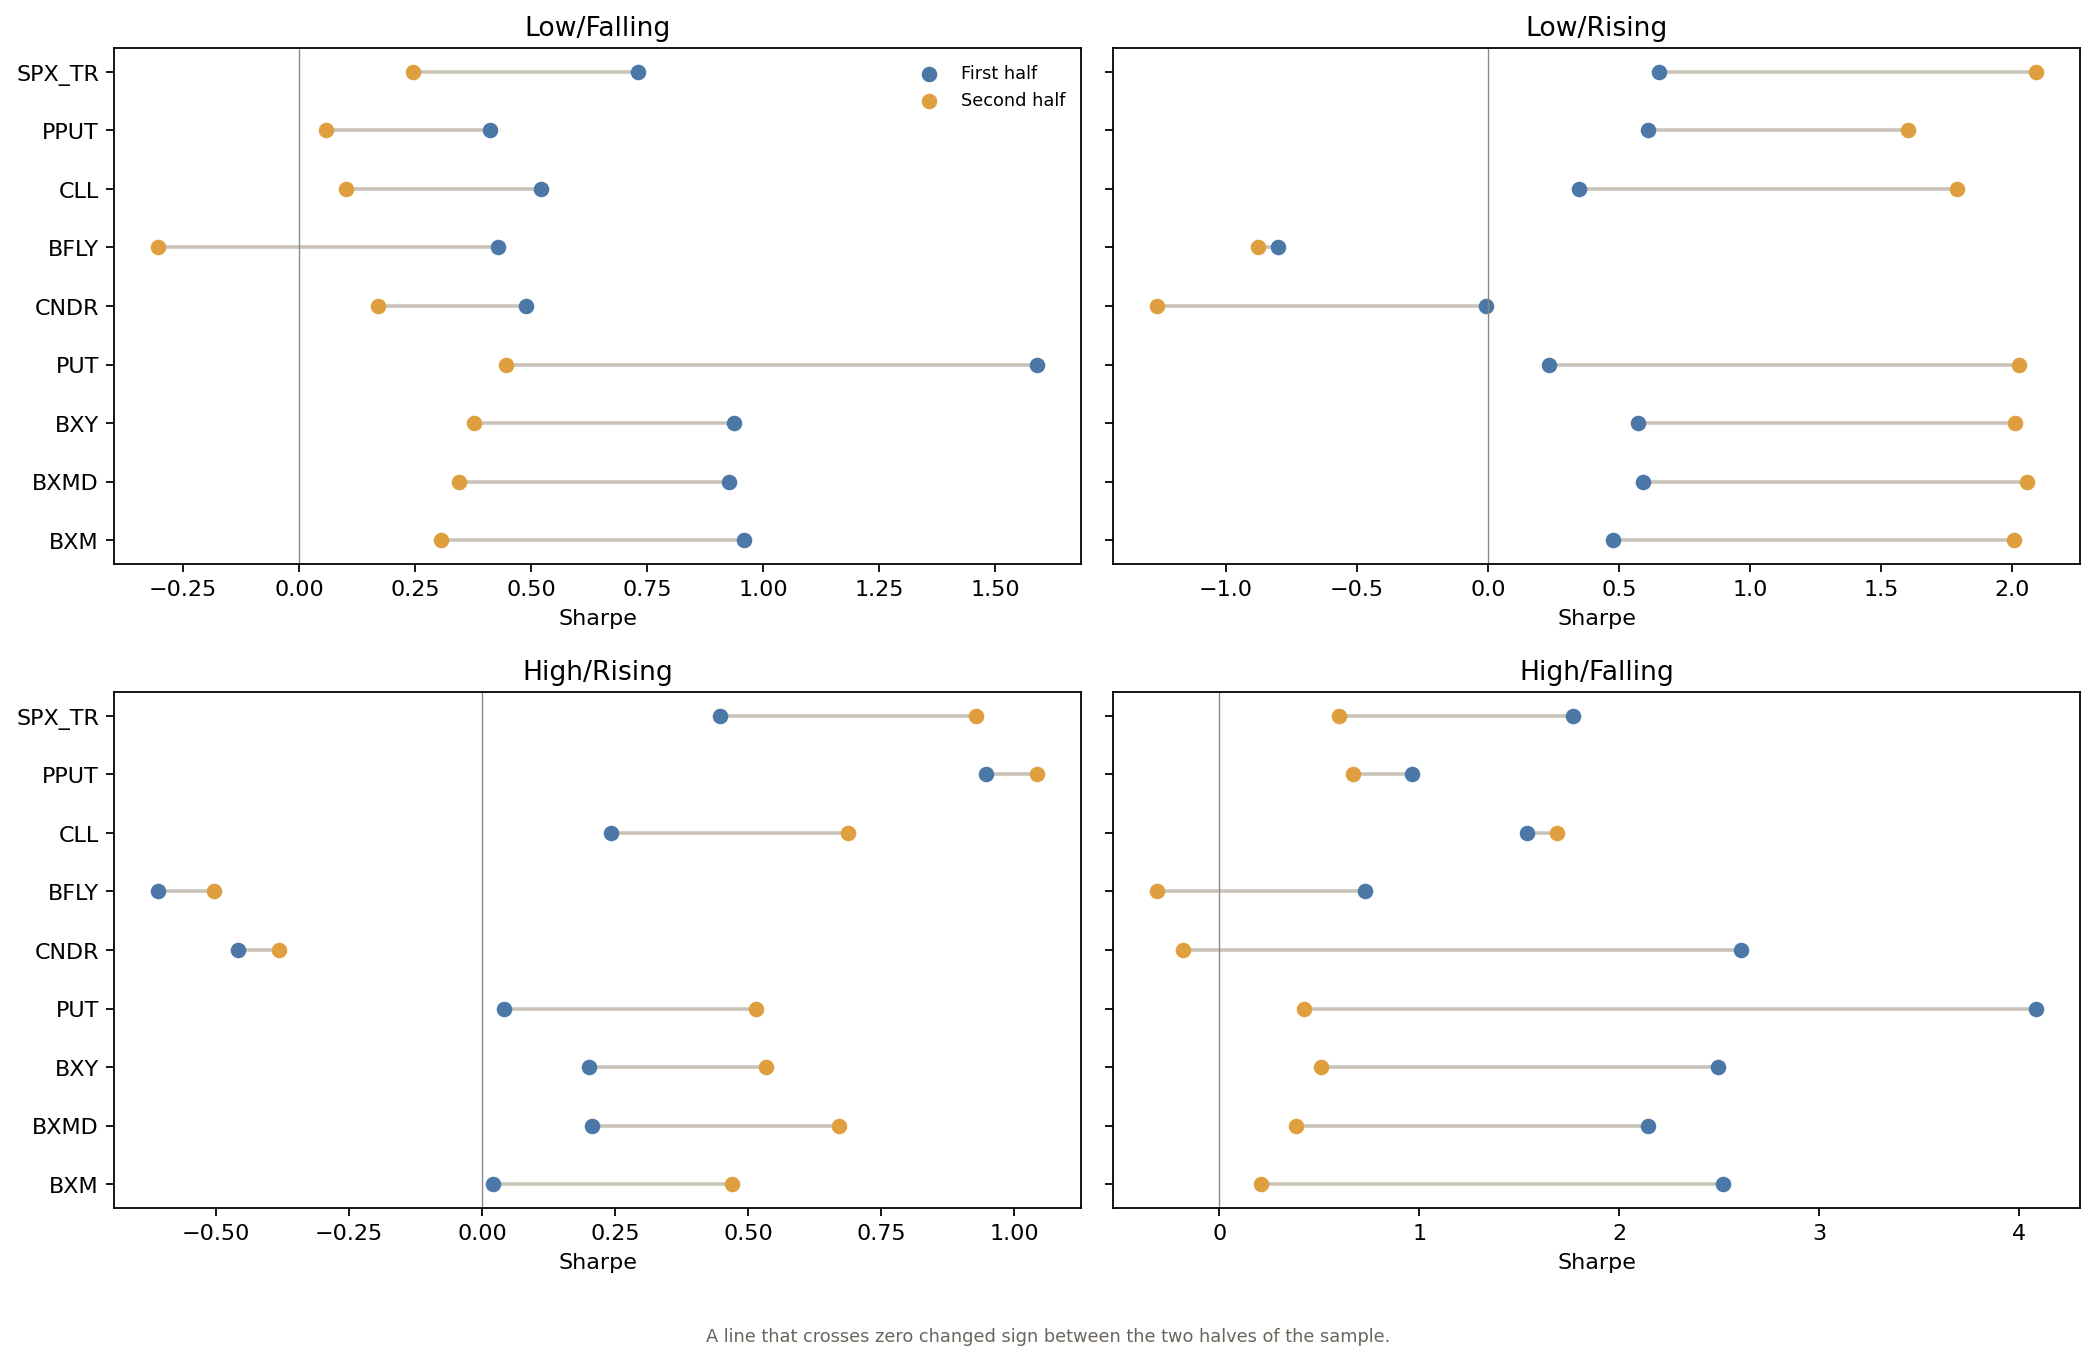 Low/Falling
SPX_TR
PPUT
CLL
BFLY
CNDR
PUT
BXY
BXMD
BXM
First half
Second half
−0.25 0.00 0.25 0.50 0.75 1.00 1.25 1.50
Sharpe
Low/Rising
−1.0 −0.5 0.0 0.5 1.0 1.5 2.0
Sharpe
High/Rising
SPX_TR
PPUT
CLL
BFLY
CNDR
PUT
BXY
BXMD
BXM
−0.50 −0.25 0.00 0.25 0.50 0.75 1.00
Sharpe
High/Falling
0 1 2 3 4
Sharpe
A line that crosses zero changed sign between the two halves of the sample.